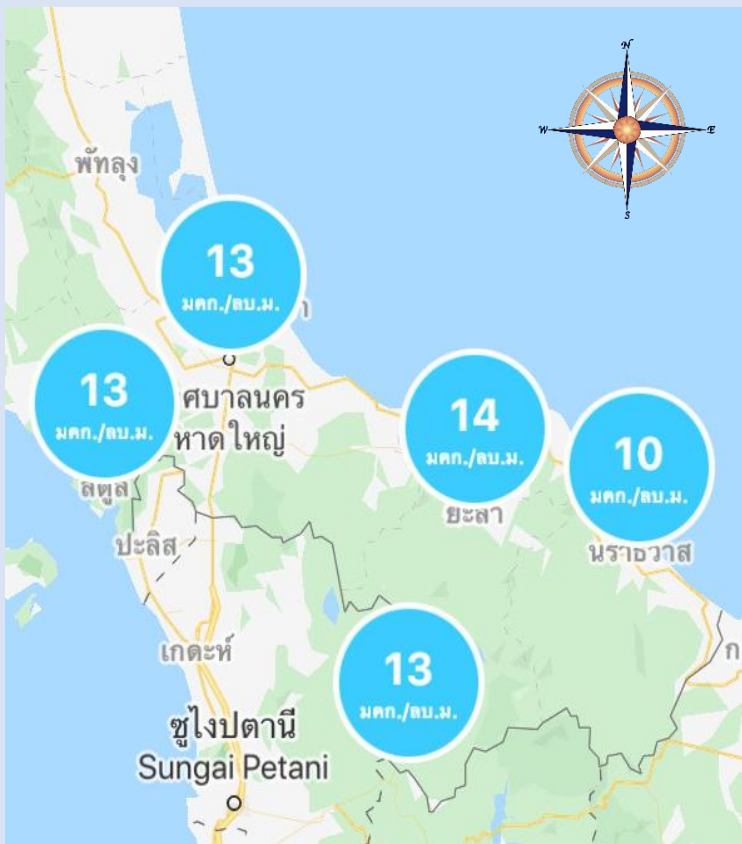 N
W
E
S
พัทลุง
13
มคก./ลบ.ม.
า
13
มคก./ลบ.ม.
ศบาลนคร
หาดใหญ่
14
มคก./ลบ.ม.
10
มคก./ลบ.ม.
สตูล
ยะลา
ปะลิส
นราธิวาส
เกดะห์
13
มคก./ลบ.ม.
ก
ซูไงปตานี
Sungai Petani